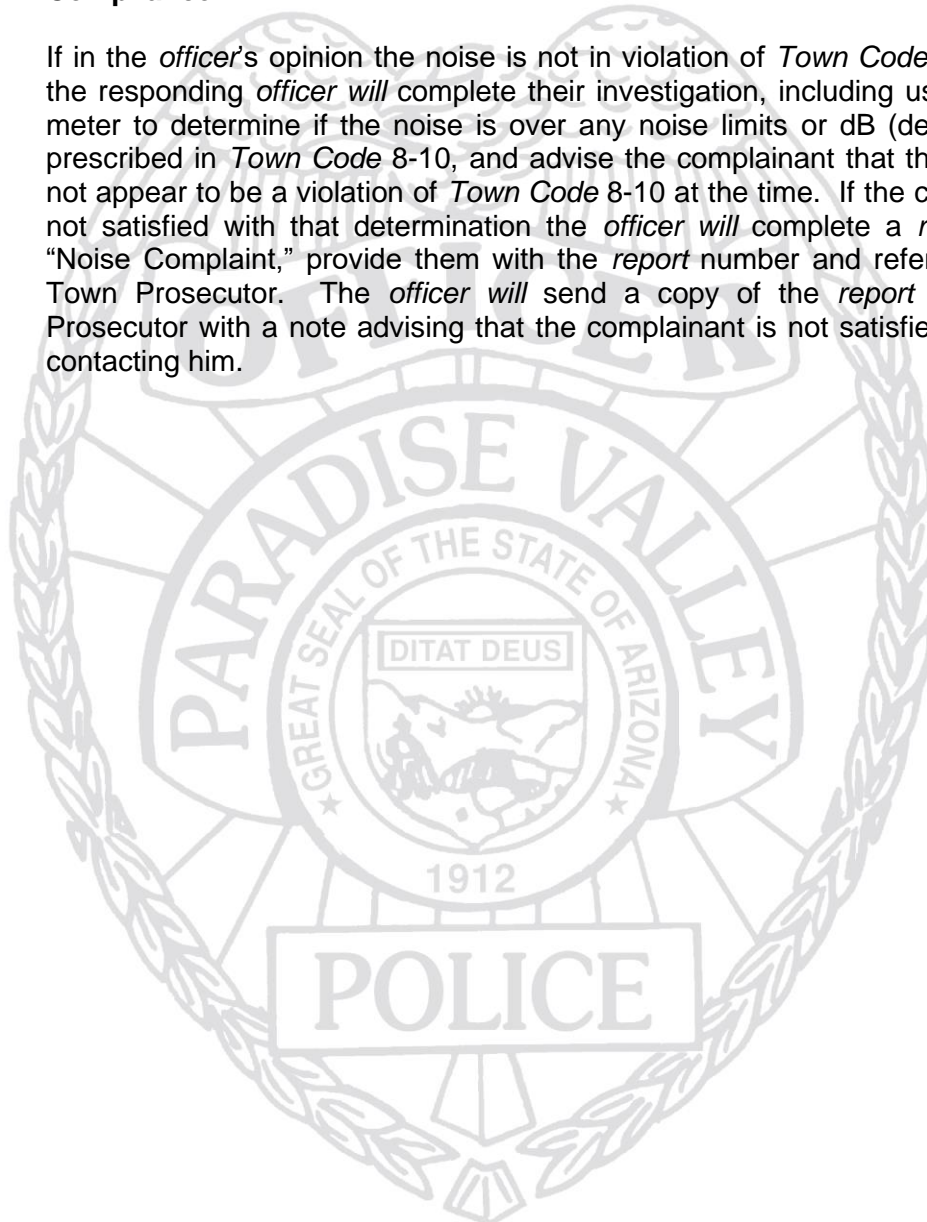 If in the officer's opinion the noise is not in violation of Town Code
the responding officer will complete their investigation, including
meter to determine if the noise is over any noise limits or dB
prescribed in Town Code 8-10, and advise the complainant that
not appear to be a violation of Town Code 8-10 at the time. If the
not satisfied with that determination the officer will complete a
"Noise Complaint," provide them with the report number and
Town Prosecutor. The officer will send a copy of the report
Prosecutor with a note advising that the complainant is not
contacting him.
OFFICER
PARADISE VALLEY
GREAT SEAL OF THE STATE OF ARIZONA
DITAT DEUS
1912
POLICE